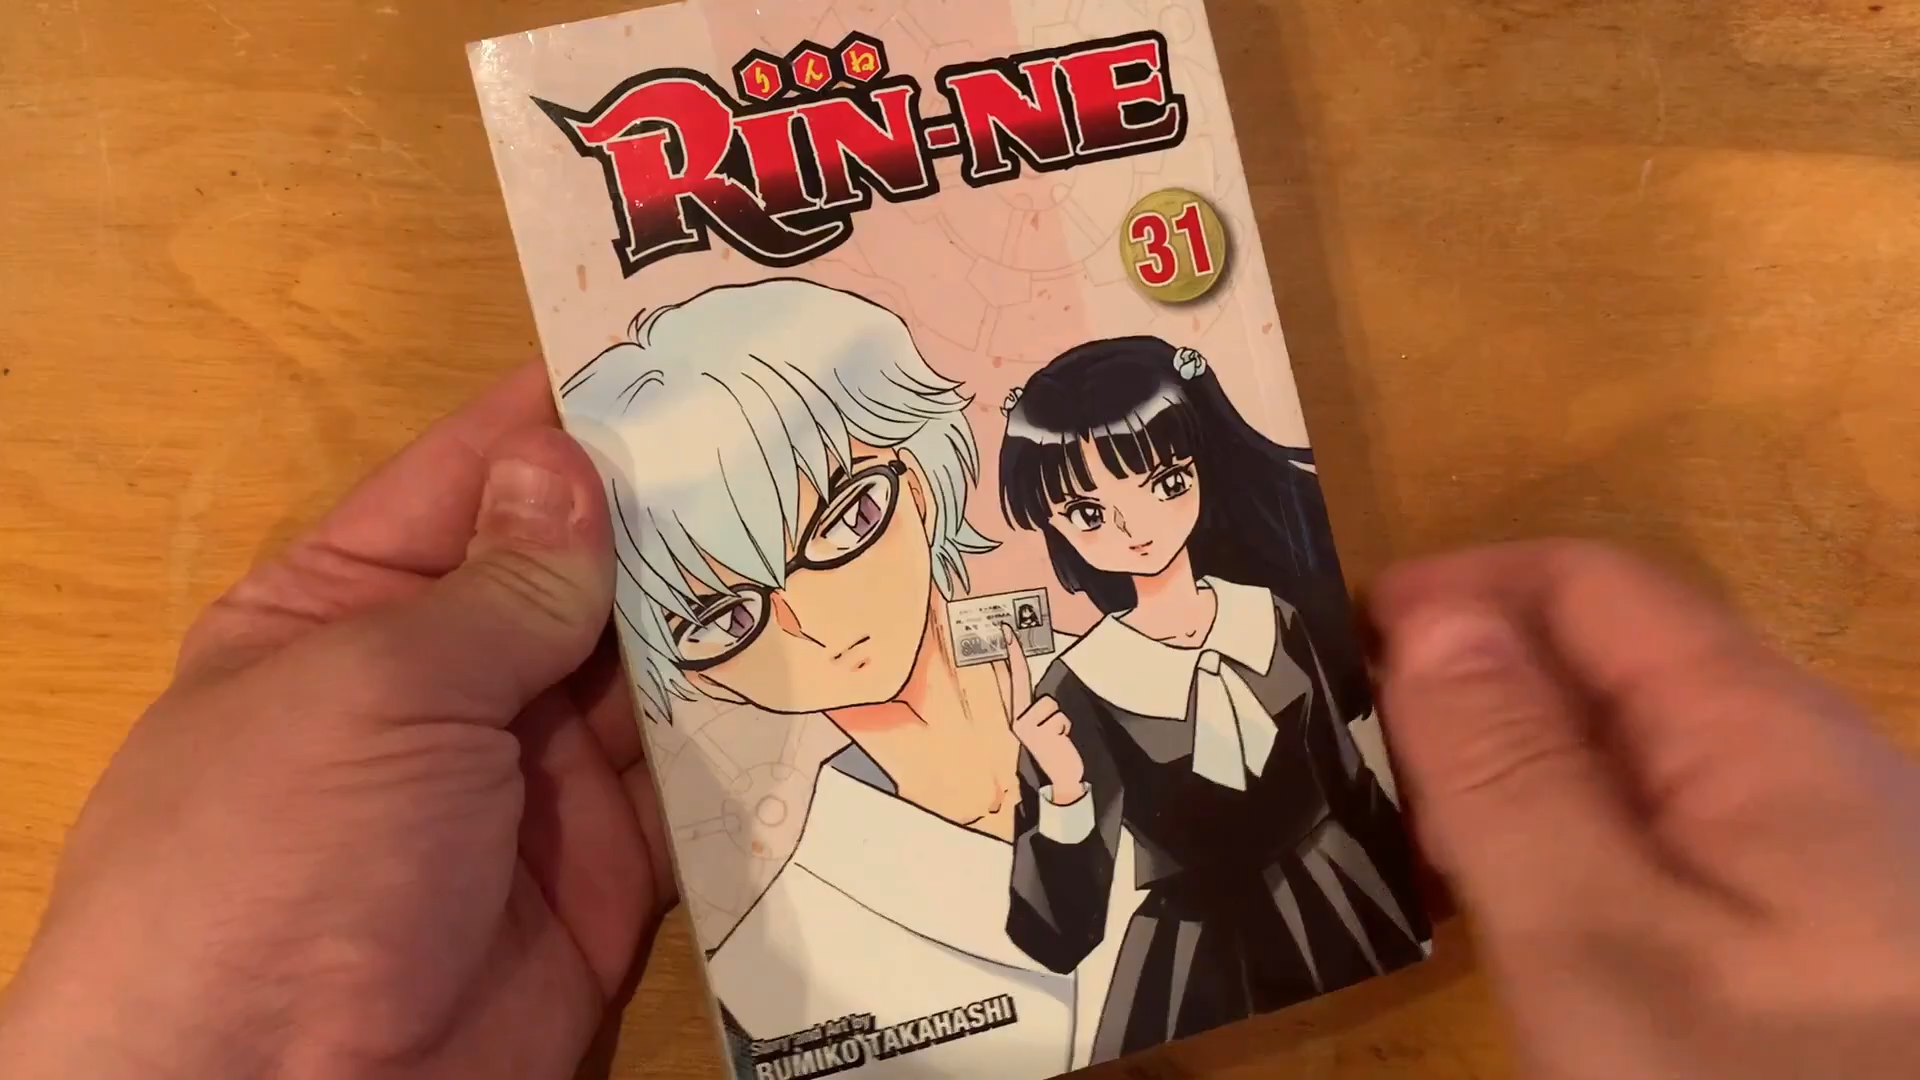 りんね
RIN-NE
31
Story and Art by
RUMIKO TAKAHASHI